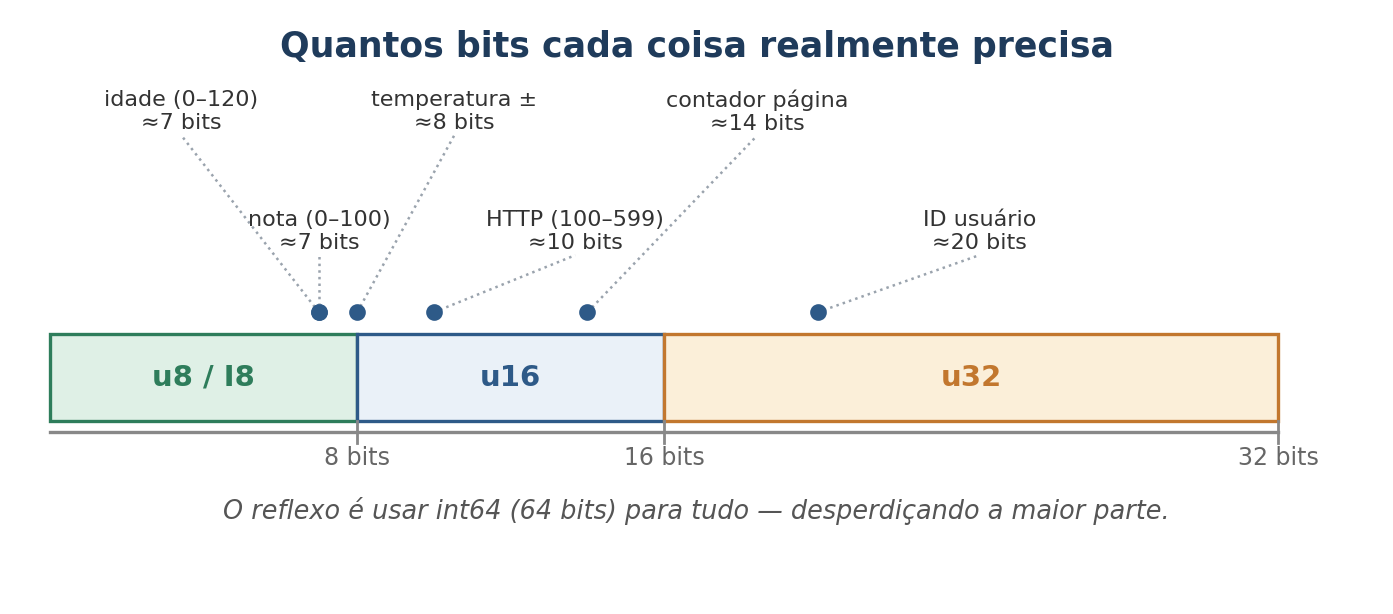 Quantos bits cada coisa realmente precisa
idade (0–120)
≈7 bits
temperatura ±
≈8 bits
contador página
≈14 bits
nota (0–100)
≈7 bits
HTTP (100–599)
≈10 bits
ID usuário
≈20 bits
u8 / I8
u16
u32
8 bits
16 bits
32 bits
O reflexo é usar int64 (64 bits) para tudo — desperdiçando a maior parte.